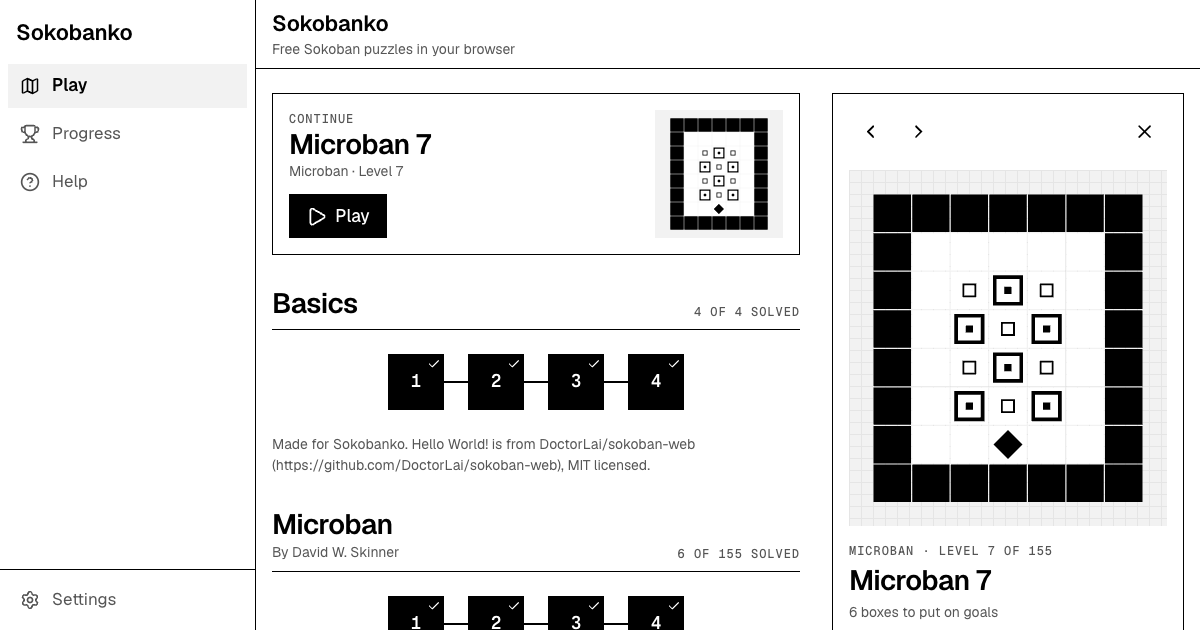 Sokobanko
Play
Progress
Help
Settings
Sokobanko
Free Sokoban puzzles in your browser
CONTINUE
Microban 7
Microban · Level 7
Play
Basics
4 OF 4 SOLVED
1
2
3
4
Made for Sokobanko. Hello World! is from DoctorLai/sokoban-web
(https://github.com/DoctorLai/sokoban-web), MIT licensed.
Microban
By David W. Skinner
6 OF 155 SOLVED
1
2
3
4
MICROBAN · LEVEL 7 OF 155
Microban 7
6 boxes to put on goals